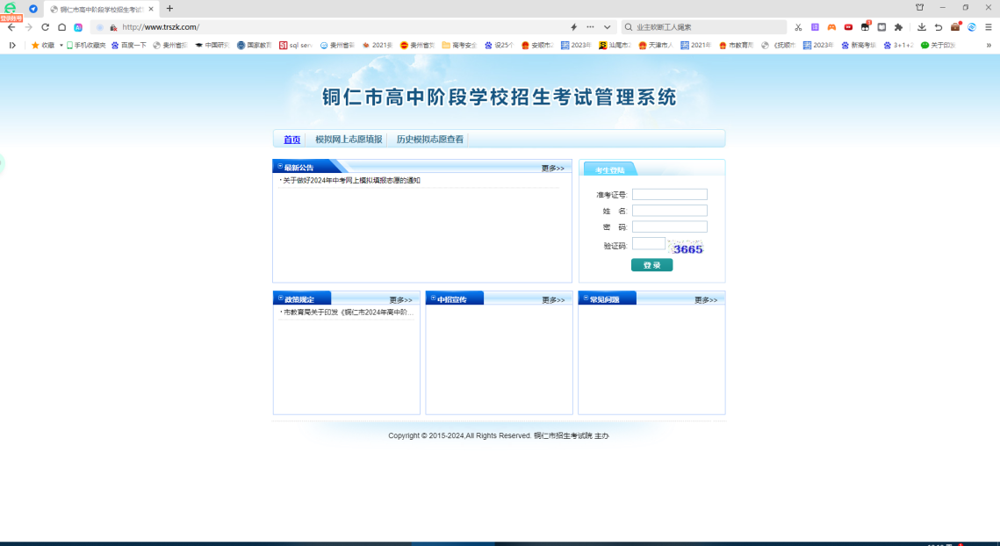 登录账号
铜仁市高中阶段学校招生考试
http://www.trszk.com/
业主砍断工人绳索
收藏 手机收藏夹 百度一下 贵州省招 中国研究 国家教育 sql serv 贵州省 2021 贵州省 高考安全 设25个 安顺市 2023年 汕尾市 天津市人 2021年 市教育局 《抚顺市 2023年 新高考 3+1+2 关于印发
铜仁市高中阶段学校招生考试管理系统
首页 模拟网上志愿填报 历史模拟志愿查看
最新公告 更多>>
·关于做好2024年中考网上模拟填报志愿的通知
考生登陆
准考证号:
姓 名:
密 码:
验证码: 3665
登 录
政策规定 更多>>
·市教育局关于印发《铜仁市2024年高中阶...
中招宣传 更多>>
常见问题 更多>>
Copyright © 2015-2024,All Rights Reserved. 铜仁市招生考试院 主办